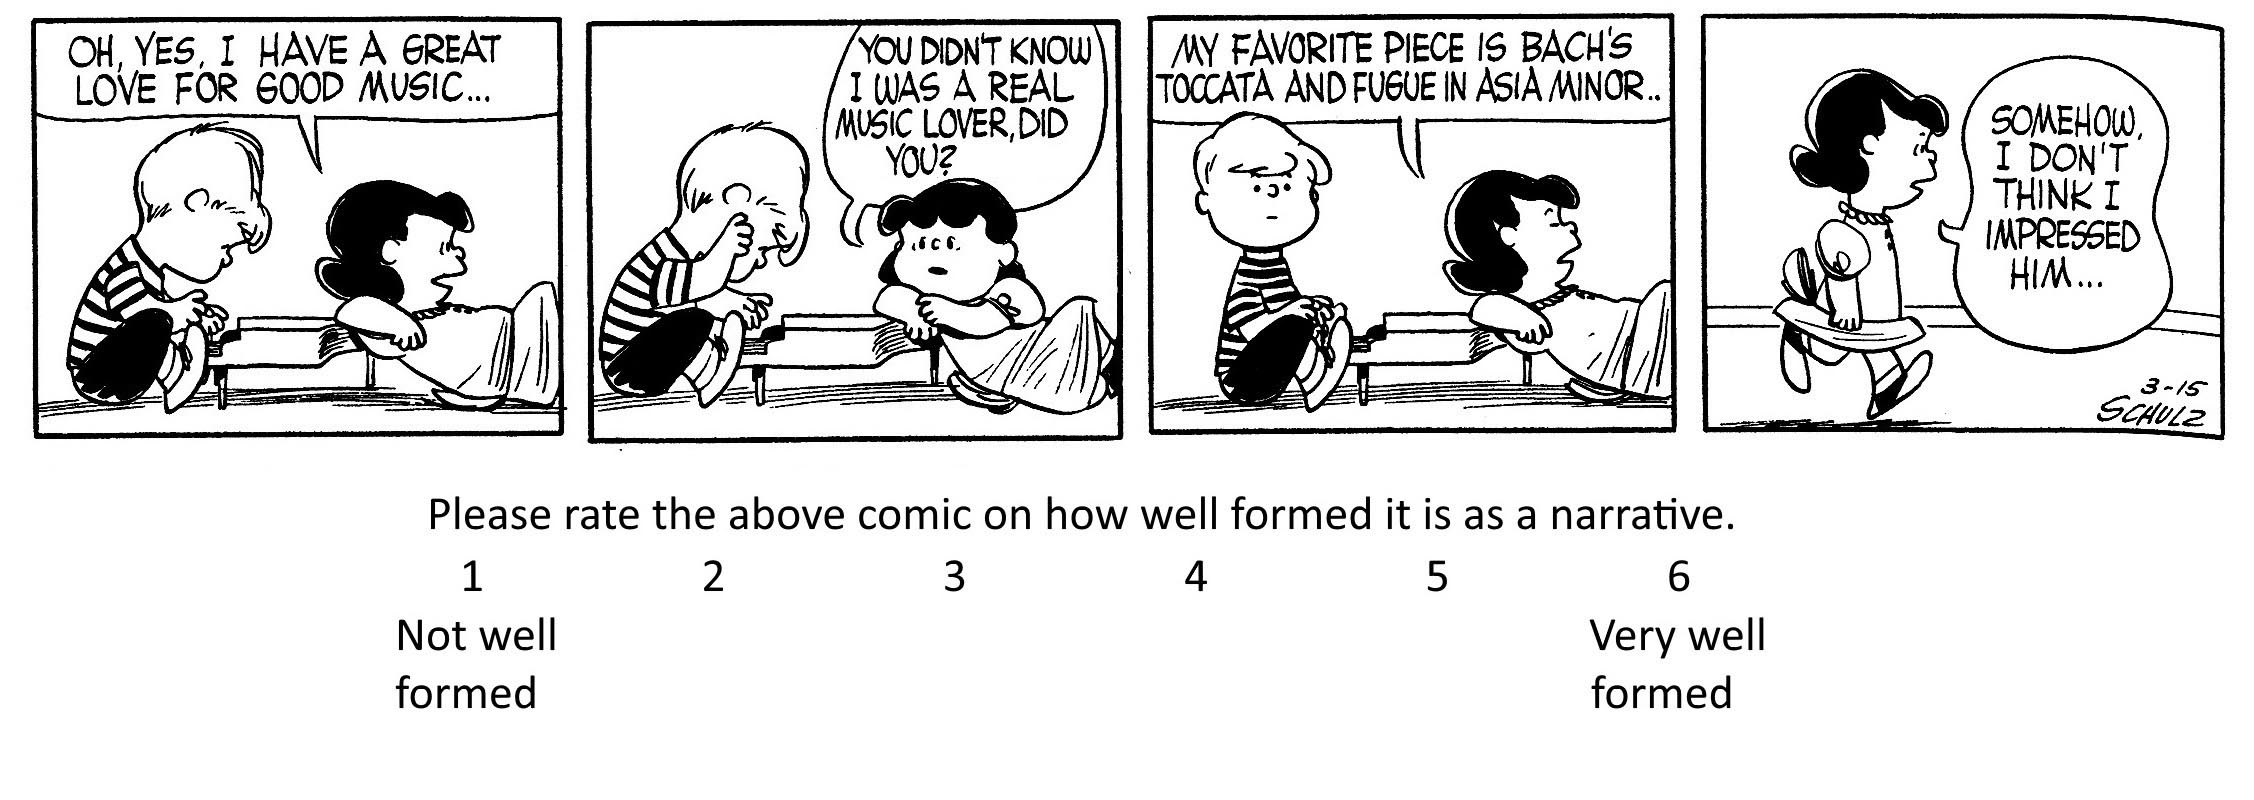 OH, YES, I HAVE A GREAT
LOVE FOR GOOD MUSIC...
YOU DIDN'T KNOW
I WAS A REAL
MUSIC LOVER, DID
YOU?
MY FAVORITE PIECE IS BACH'S
TOCCATA AND FUGUE IN ASIA MINOR..
SOMEHOW,
I DON'T
THINK I
IMPRESSED
HIM...
3-15
SCHULZ
Please rate the above comic on how well formed it is as a narrative.
1 2 3 4 5 6
Not well
formed
Very well
formed